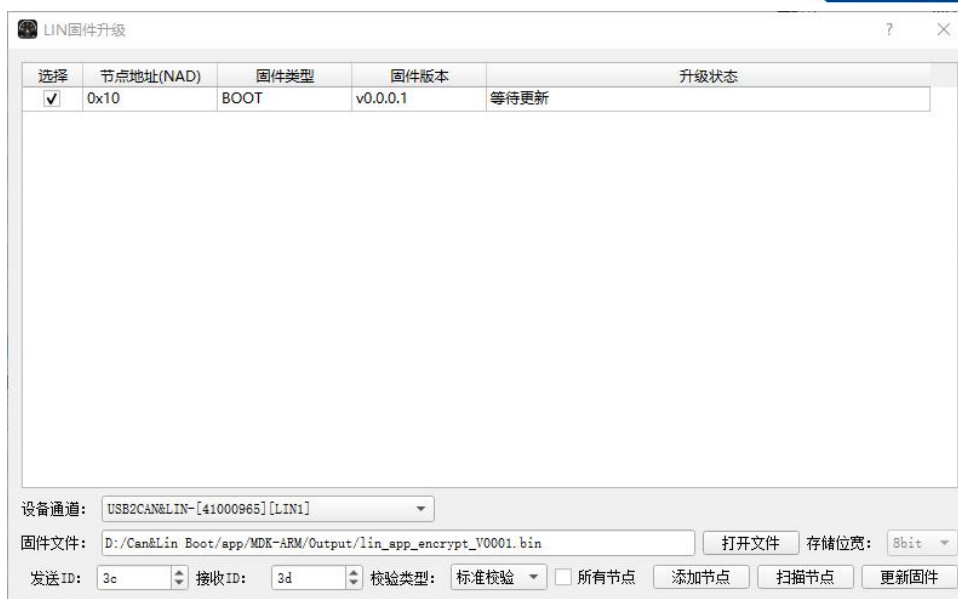 LIN固件升级
选择 节点地址(NAD) 固件类型 固件版本 升级状态
0x10 BOOT v0.0.0.1 等待更新
设备通道: USB2CAN&LIN-[41000965][LIN1]
固件文件: D:/Can&Lin Boot/app/MDK-ARM/Output/lin_app_encrypt_V0001.bin 打开文件 存储位宽: 8bit
发送ID: 3c 接收ID: 3d 校验类型: 标准校验 所有节点 添加节点 扫描节点 更新固件